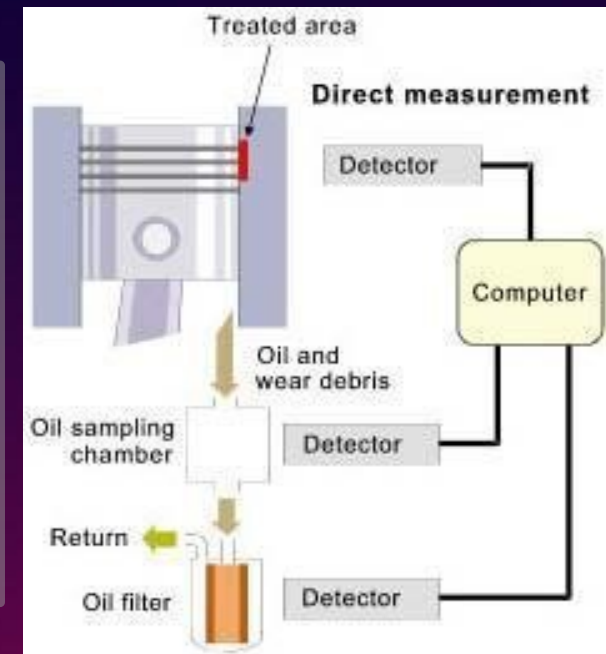 Treated area
Direct measurement
Detector
Computer
Oil and
wear debris
Oil sampling
chamber
Detector
Return
Oil filter
Detector